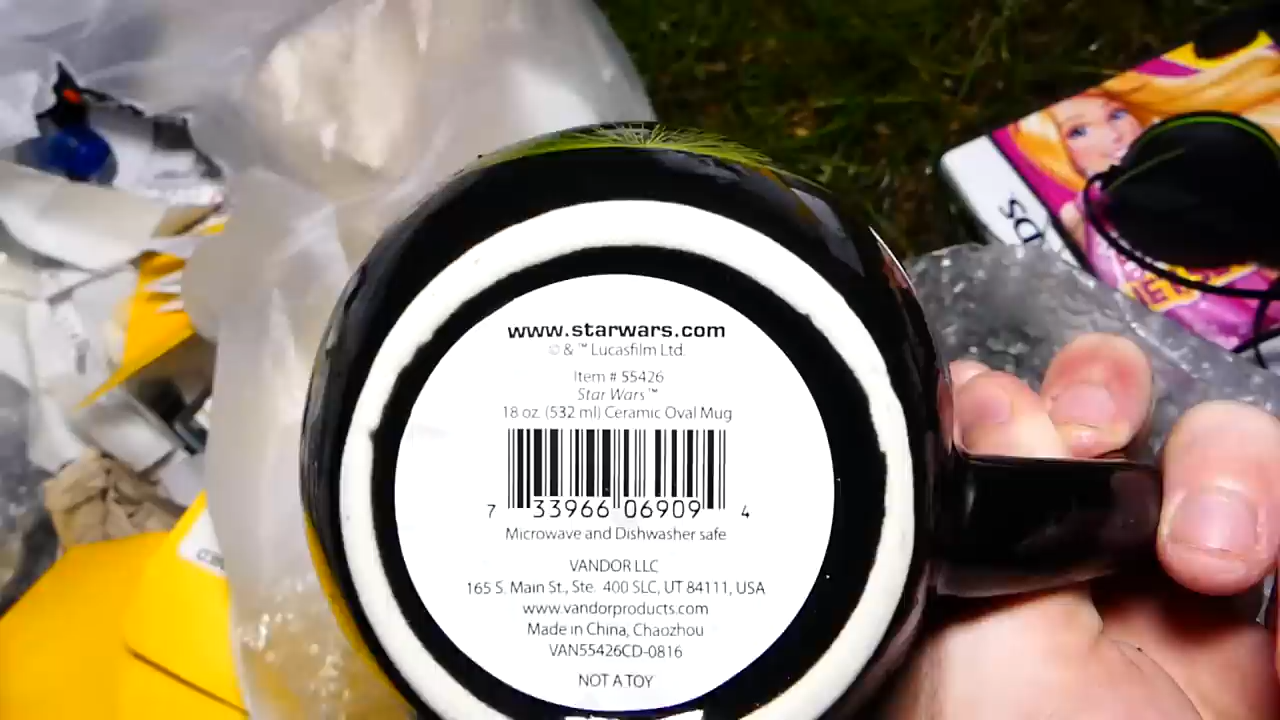 www.starwars.com
© & ™ Lucasfilm Ltd.
Item # 55426
Star Wars™
18 oz. (532 ml) Ceramic Oval Mug
7 33966 06909 4
Microwave and Dishwasher safe
VANDOR LLC
165 S. Main St., Ste. 400 SLC, UT 84111, USA
www.vandorproducts.com
Made in China, Chaozhou
VAN55426CD-0816
NOT A TOY
DS